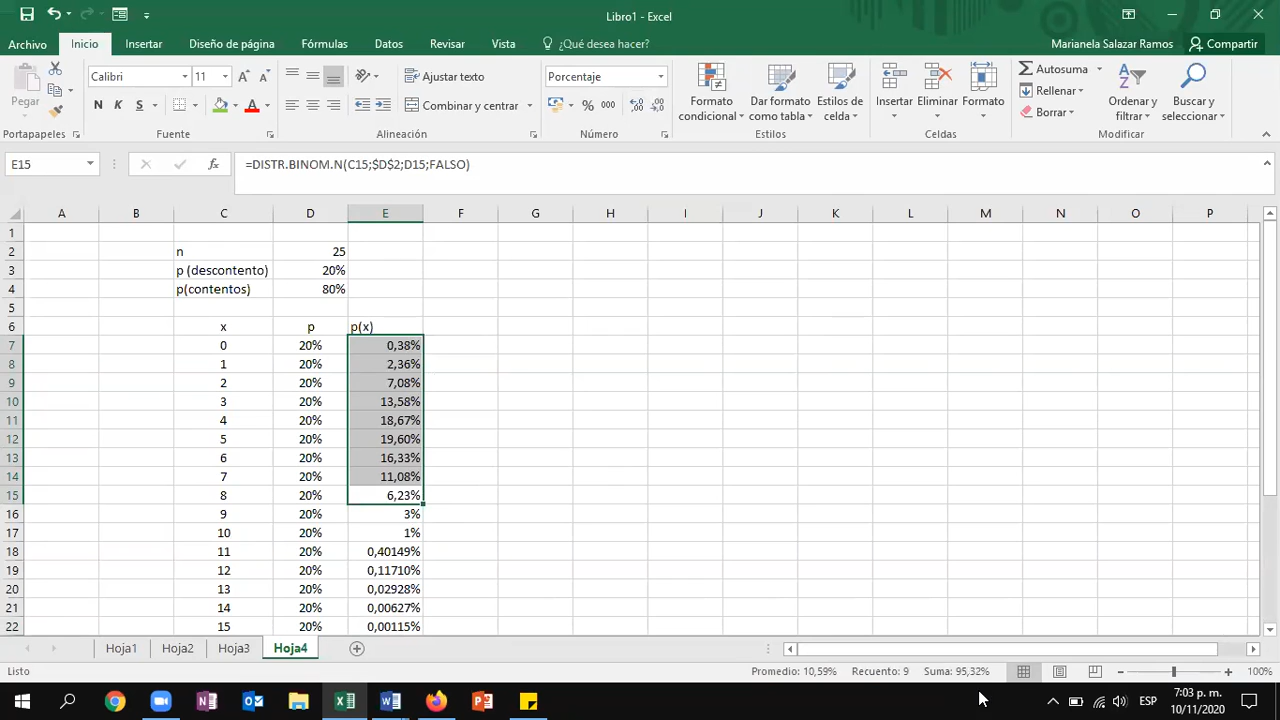 Libro1 - Excel
Archivo Inicio Insertar Diseño de página Fórmulas Datos Revisar Vista ¿Qué desea hacer? Marianela Salazar Ramos Compartir
Pegar
Calibri 11
N K S
Ajustar texto
Combinar y centrar
Porcentaje
% 000
Formato condicional
Dar formato como tabla
Estilos de celda
Insertar Eliminar Formato
Autosuma
Rellenar
Borrar
Ordenar y filtrar
Buscar y seleccionar
Portapapeles Fuente Alineación Número Estilos Celdas Modificar
E15 fx =DISTR.BINOM.N(C15;$D$2;D15;FALSO)
A B C D E F G H I J K L M N O P
1
2 n 25
3 p (descontento) 20%
4 p(contentos) 80%
5
6 x p p(x)
7 0 20% 0,38%
8 1 20% 2,36%
9 2 20% 7,08%
10 3 20% 13,58%
11 4 20% 18,67%
12 5 20% 19,60%
13 6 20% 16,33%
14 7 20% 11,08%
15 8 20% 6,23%
16 9 20% 3%
17 10 20% 1%
18 11 20% 0,40149%
19 12 20% 0,11710%
20 13 20% 0,02928%
21 14 20% 0,00627%
22 15 20% 0,00115%
Hoja1 Hoja2 Hoja3 Hoja4
Listo Promedio: 10,59% Recuento: 9 Suma: 95,32% 100%
ESP 7:03 p. m.
10/11/2020